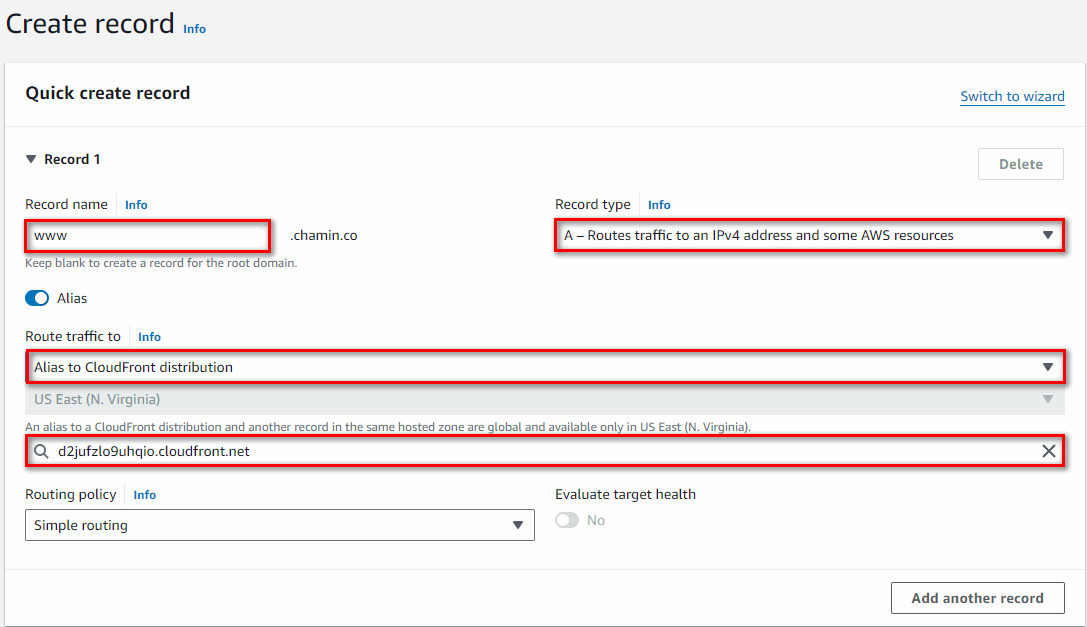 Create record Info
Quick create record
Switch to wizard
Record 1
Delete
Record name Info
Record type Info
www
.chamin.co
A – Routes traffic to an IPv4 address and some AWS resources
Keep blank to create a record for the root domain.
Alias
Route traffic to Info
Alias to CloudFront distribution
US East (N. Virginia)
An alias to a CloudFront distribution and another record in the same hosted zone are global and available only in US East (N. Virginia).
d2jufzlo9uhqio.cloudfront.net
Routing policy Info
Evaluate target health
Simple routing
No
Add another record